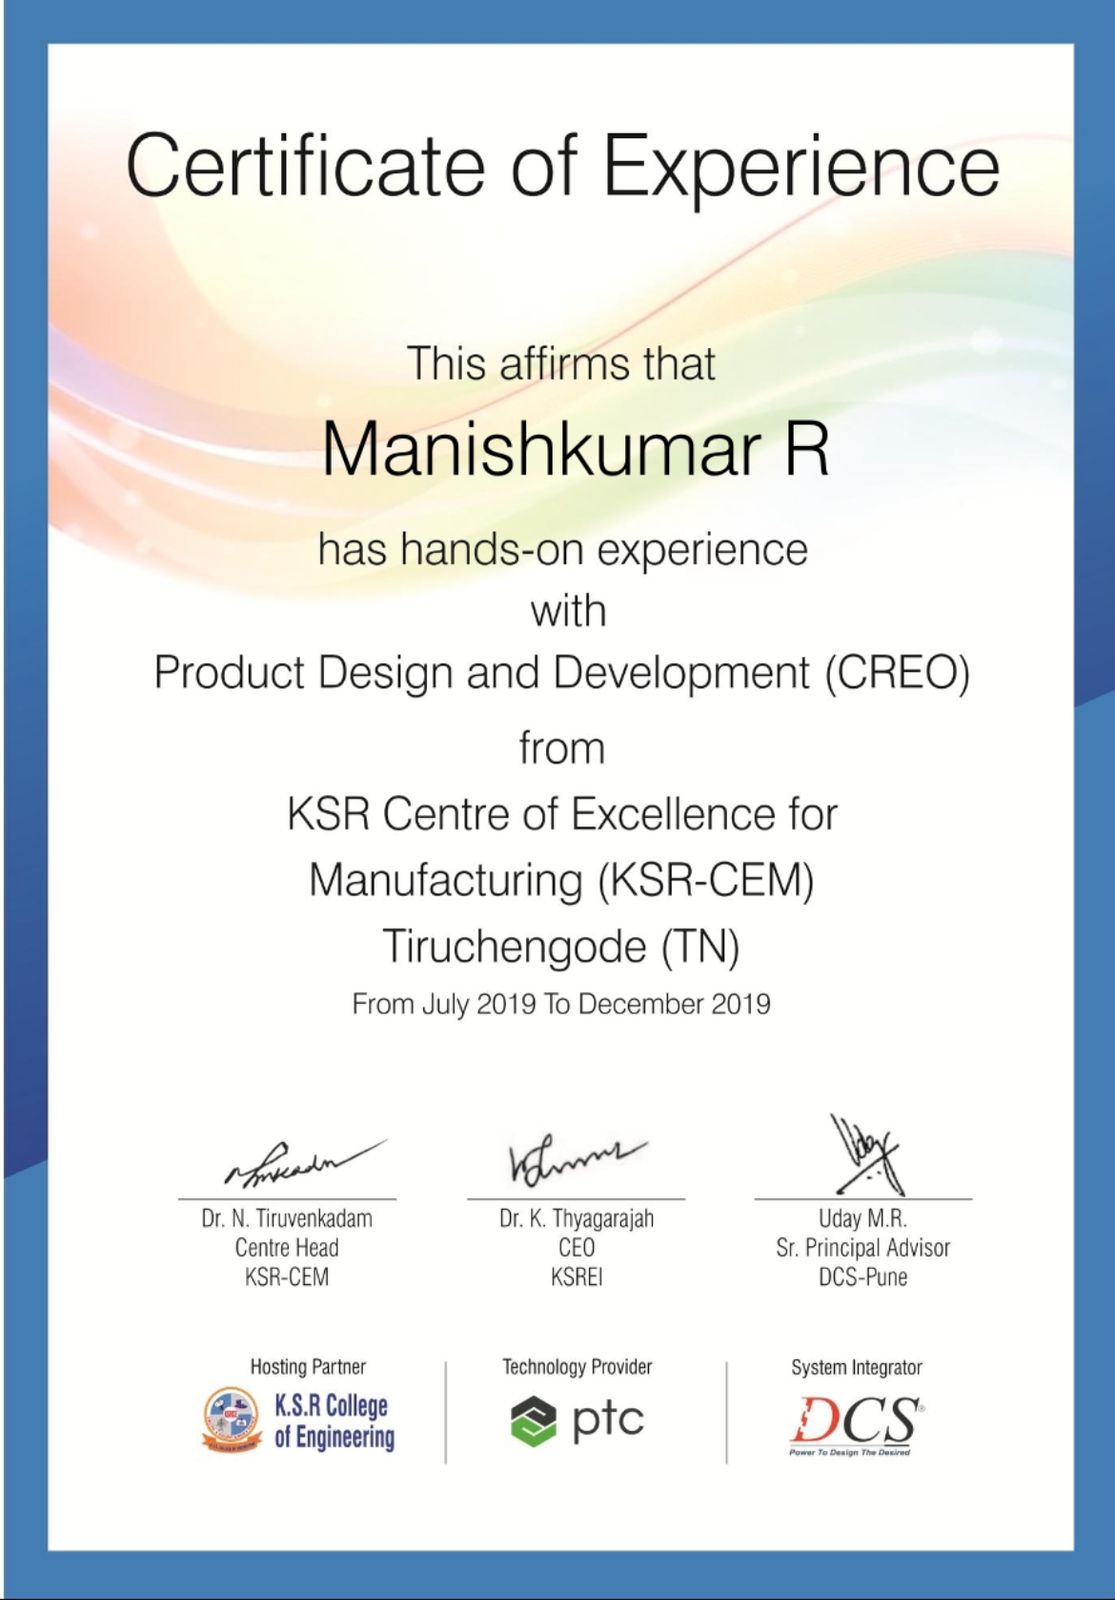 Certificate of Experience
This affirms that
Manishkumar R
has hands-on experience
with
Product Design and Development (CREO)
from
KSR Centre of Excellence for
Manufacturing (KSR-CEM)
Tiruchengode (TN)
From July 2019 To December 2019
Uday
Dr. N. Tiruvenkadam
Centre Head
KSR-CEM
Dr. K. Thyagarajah
CEO
KSREI
Uday M.R.
Sr. Principal Advisor
DCS-Pune
Hosting Partner
K.S.R College
of Engineering
Technology Provider
ptc
System Integrator
DCS®
Power To Design The Desired